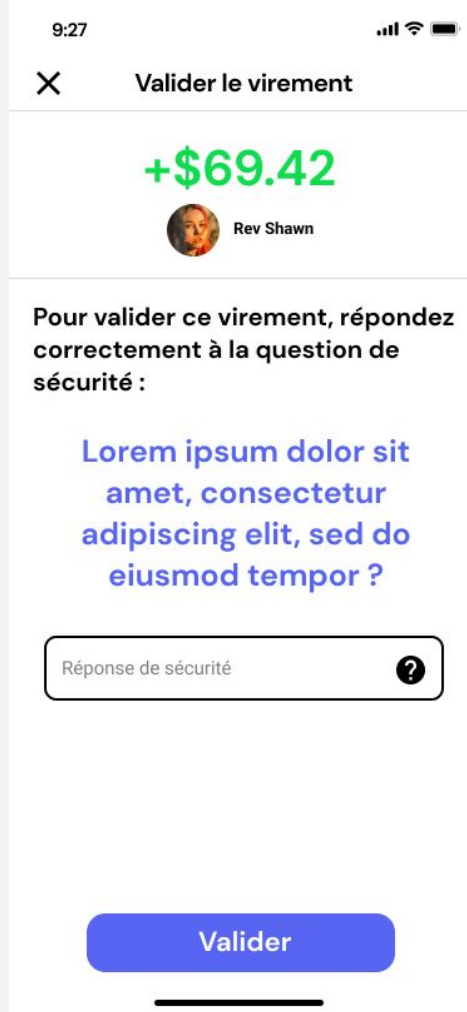 9:27
Valider le virement
+$69.42
Rev Shawn
Pour valider ce virement, répondez
correctement à la question de
sécurité :
Lorem ipsum dolor sit
amet, consectetur
adipiscing elit, sed do
eiusmod tempor ?
Réponse de sécurité
?
Valider